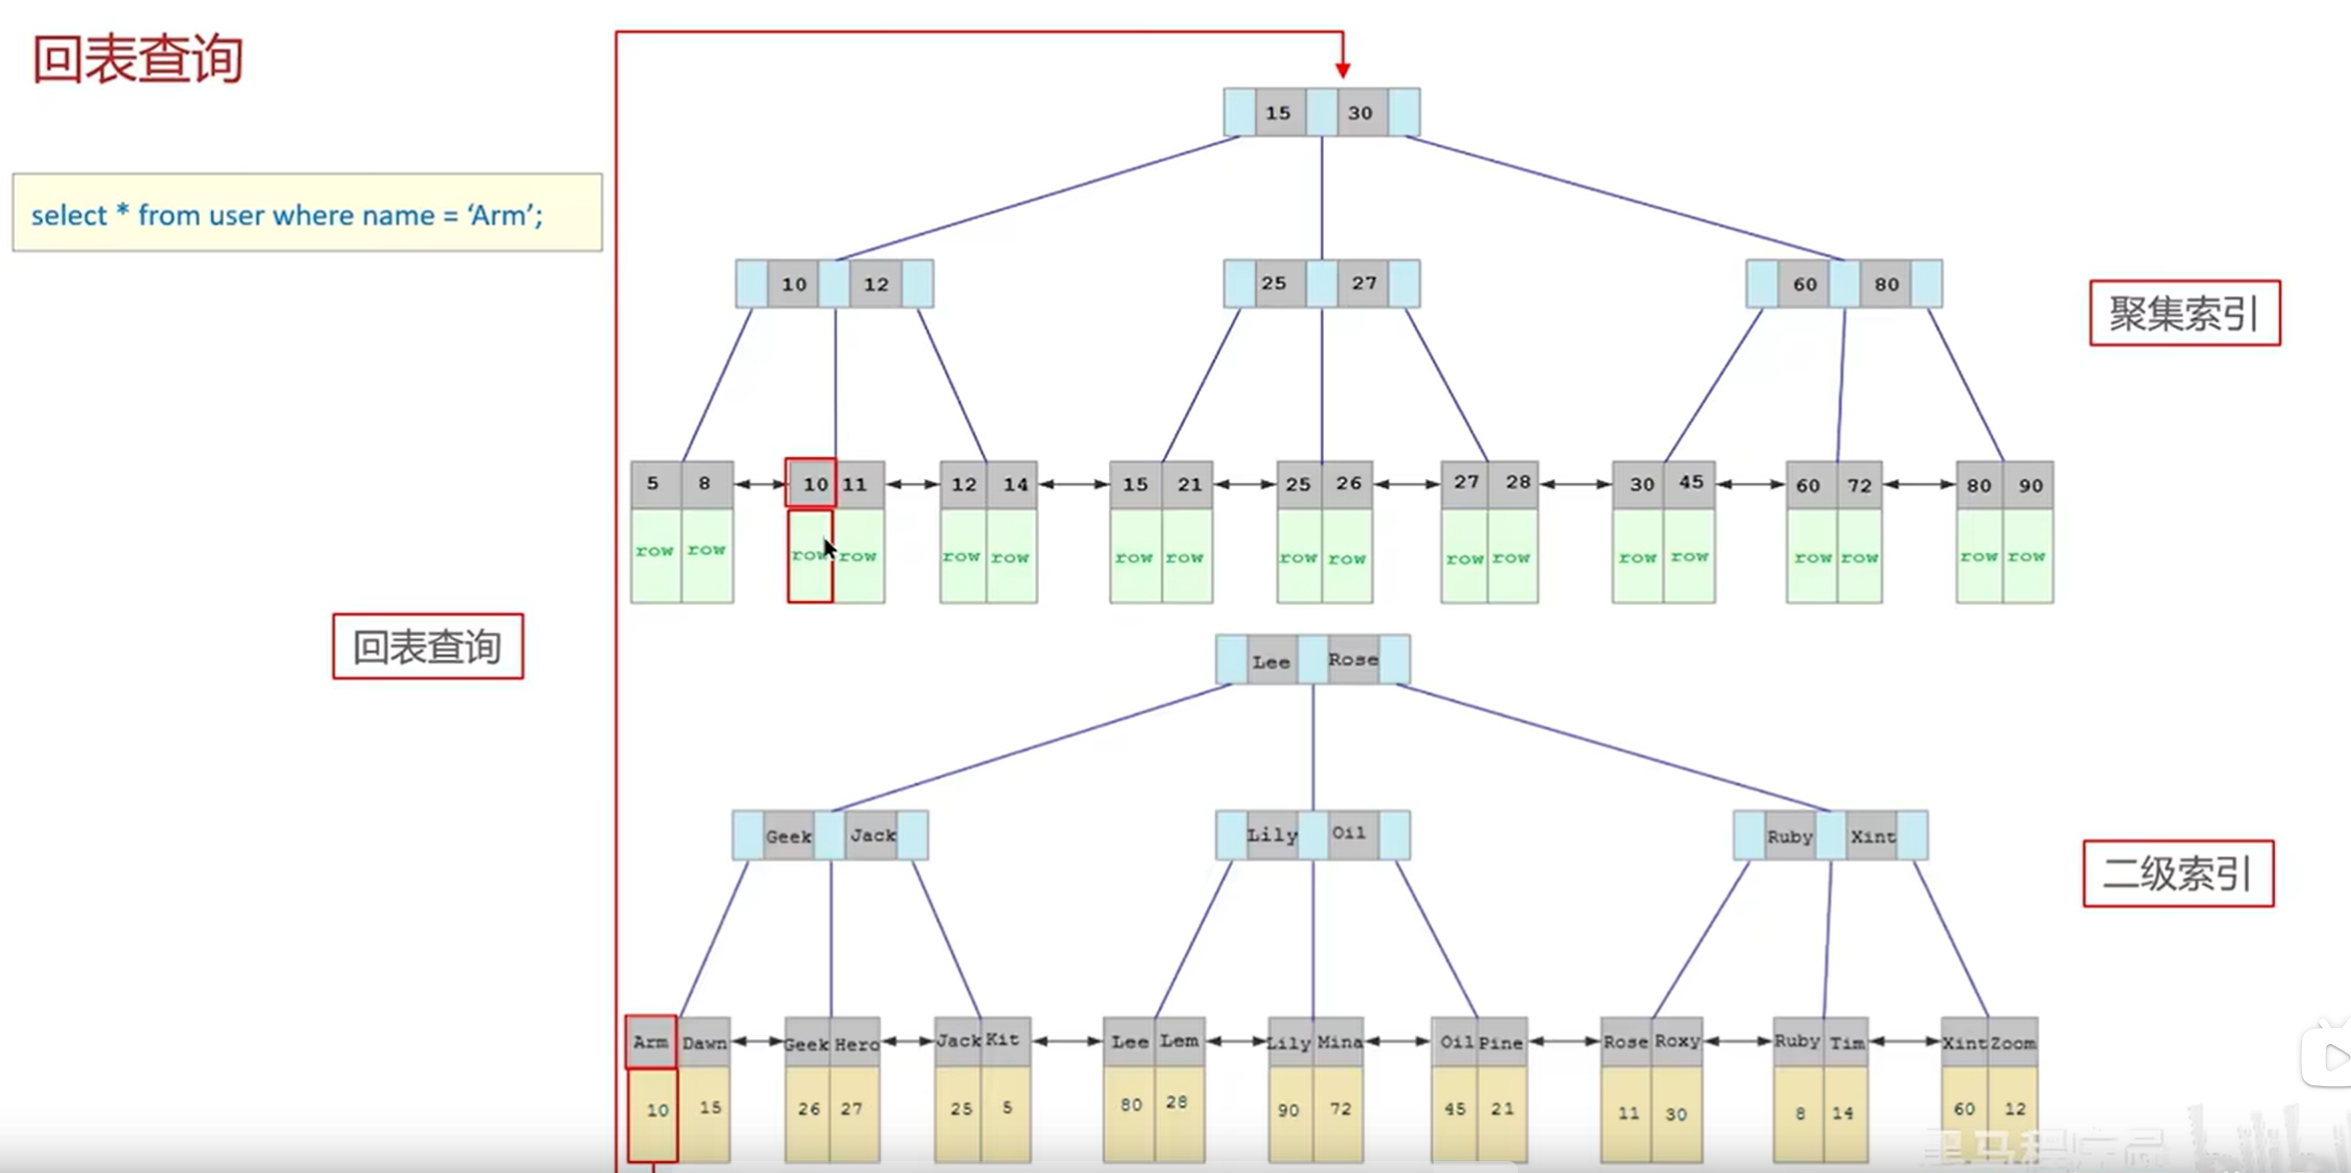 回表查询
select * from user where name = ‘Arm’;
15 30
10 12 25 27 60 80
聚集索引
5 8 10 11 12 14 15 21 25 26 27 28 30 45 60 72 80 90
row row row row row row row row row row row row row row row row row row
回表查询
Lee Rose
Geek Jack Lily Oil Ruby Xint
二级索引
Arm Dawn Geek Hero Jack Kit Lee Lem Lily Mina Oil Pine Rose Roxy Ruby Tim Xint Zoom
10 15 26 27 25 5 80 28 90 72 45 21 11 30 8 14 60 12